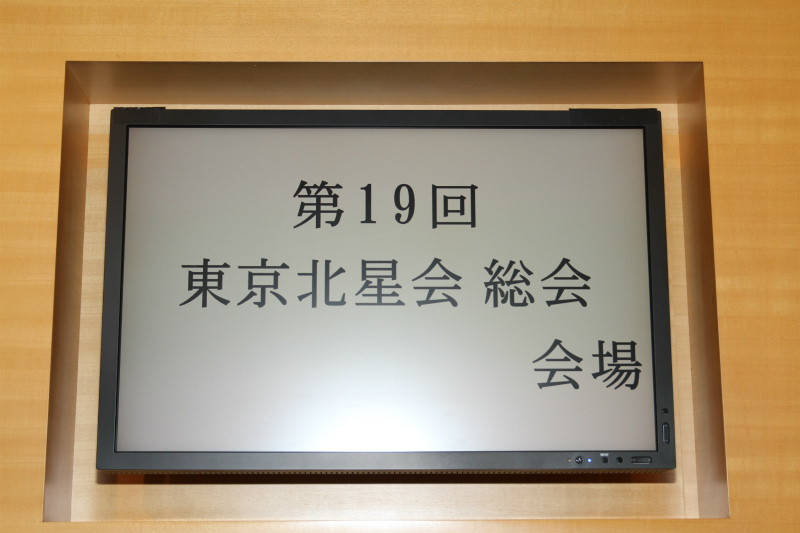 第19回
東京北星会 総会
会場